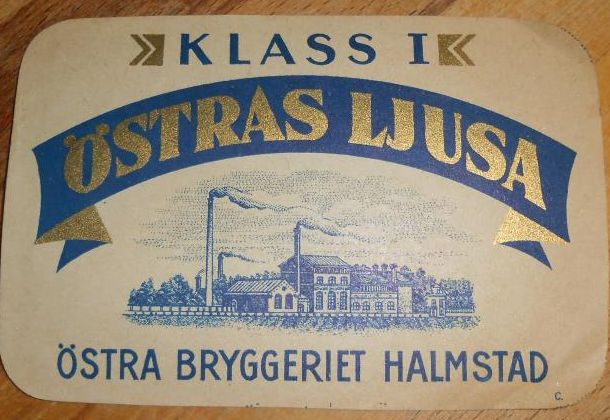 KLASS I
ÖSTRAS LJUSA
ÖSTRA BRYGGERIET HALMSTAD
C.